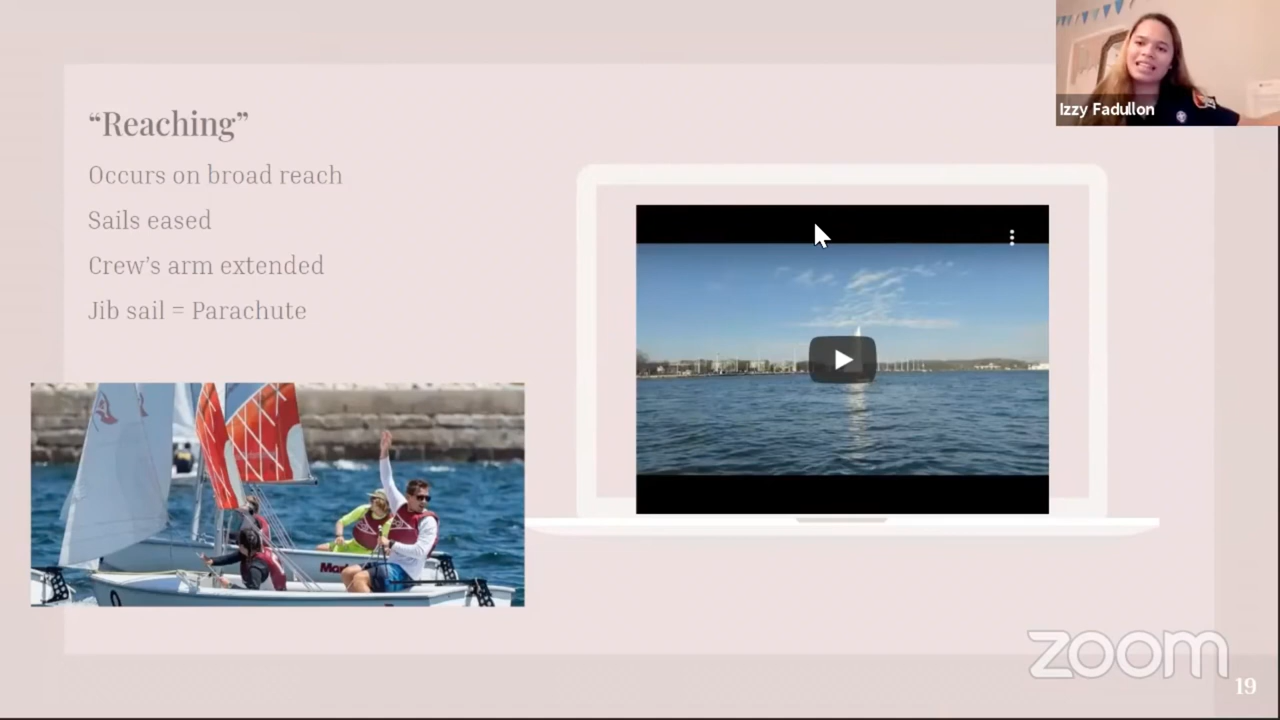 Izzy Fadullon
“Reaching”
Occurs on broad reach
Sails eased
Crew’s arm extended
Jib sail = Parachute
zoom
19